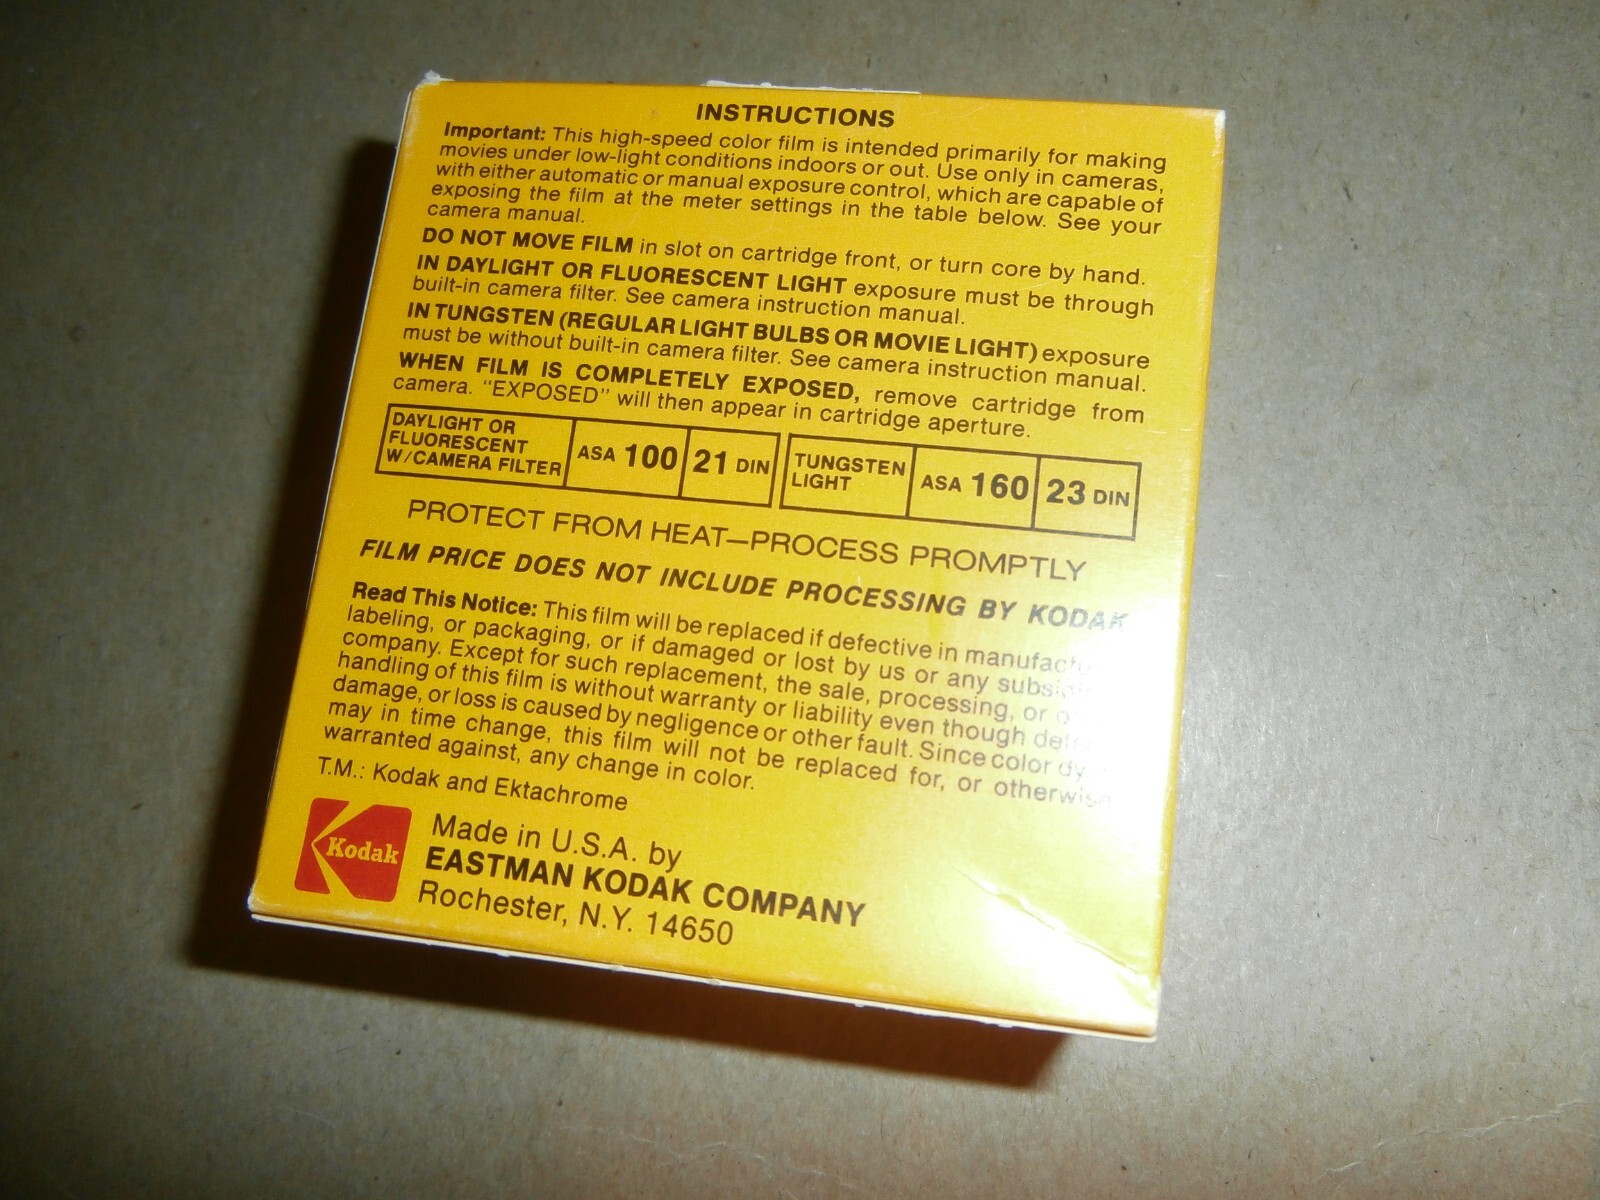 INSTRUCTIONS
Important: This high-speed color film is intended primarily for making
movies under low-light conditions indoors or out. Use only in cameras,
with either automatic or manual exposure control, which are capable of
exposing the film at the meter settings in the table below. See your
camera manual.
DO NOT MOVE FILM in slot on cartridge front, or turn core by hand.
IN DAYLIGHT OR FLUORESCENT LIGHT exposure must be through
built-in camera filter. See camera instruction manual.
IN TUNGSTEN (REGULAR LIGHT BULBS OR MOVIE LIGHT) exposure
must be without built-in camera filter. See camera instruction manual.
WHEN FILM IS COMPLETELY EXPOSED, remove cartridge from
camera. "EXPOSED" will then appear in cartridge aperture.
DAYLIGHT OR
FLUORESCENT
W/CAMERA FILTER
ASA 100
21 DIN
TUNGSTEN
LIGHT
ASA 160
23 DIN
PROTECT FROM HEAT—PROCESS PROMPTLY
FILM PRICE DOES NOT INCLUDE PROCESSING BY KODAK
Read This Notice: This film will be replaced if defective in
labeling, or packaging, or if damaged or lost by us or any
company. Except for such replacement, the sale, processing, or
handling of this film is without warranty or liability even though
damage, or loss is caused by negligence or other fault. Since color
may in time change, this film will not be replaced for, or otherwise
warranted against, any change in color.
T.M.: Kodak and Ektachrome
Kodak
Made in U.S.A. by
EASTMAN KODAK COMPANY
Rochester, N.Y. 14650